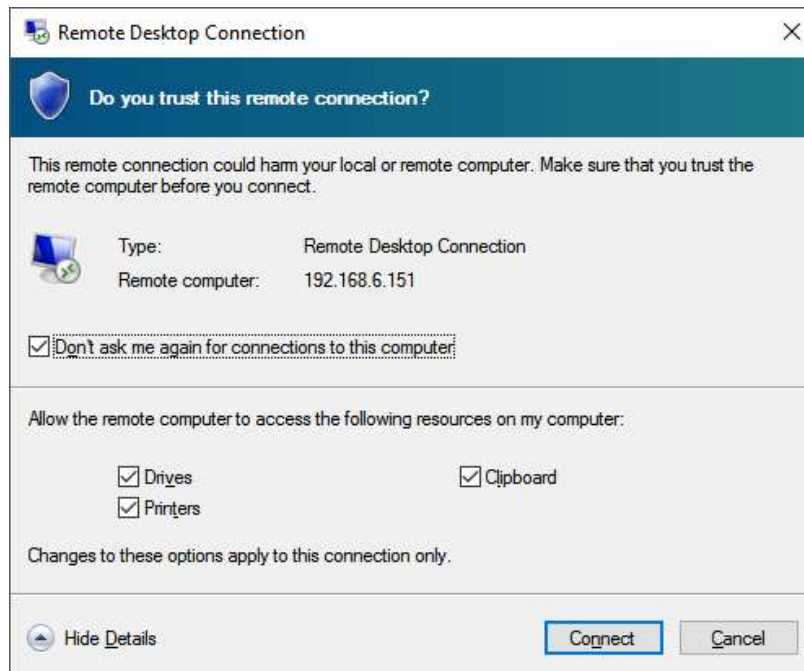 Remote Desktop Connection
Do you trust this remote connection?
This remote connection could harm your local or remote computer. Make sure that you trust the
remote computer before you connect.
Type: Remote Desktop Connection
Remote computer: 192.168.6.151
Don't ask me again for connections to this computer
Allow the remote computer to access the following resources on my computer:
Drives Clipboard
Printers
Changes to these options apply to this connection only.
Hide Details Connect Cancel